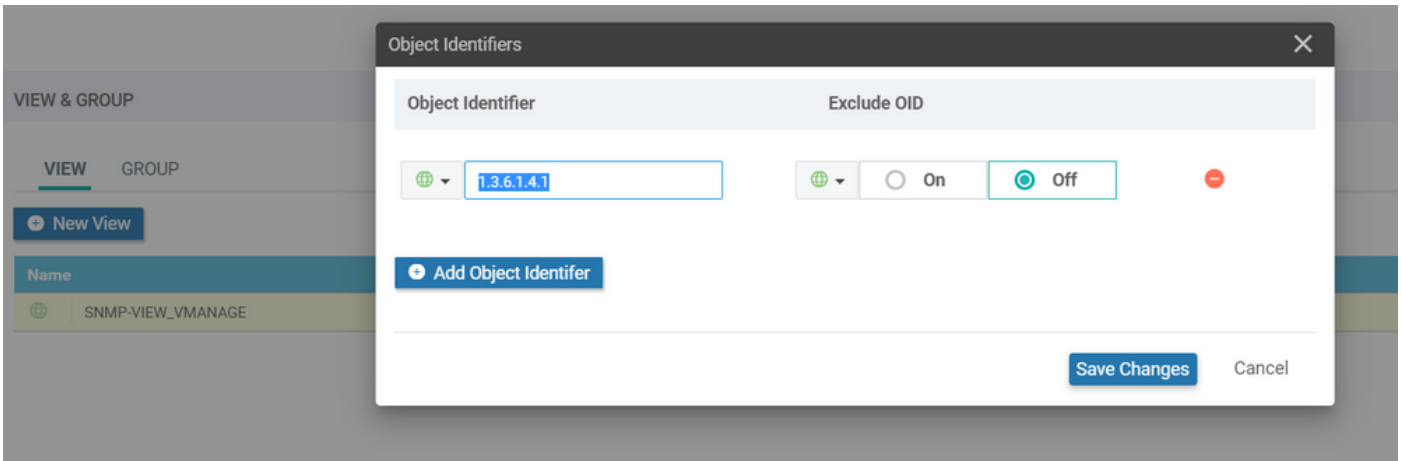 Object Identifiers
VIEW & GROUP
Object Identifier Exclude OID
VIEW GROUP
1.3.6.1.4.1 On Off
New View
Name
Add Object Identifer
SNMP-VIEW_VMANAGE
Save Changes Cancel